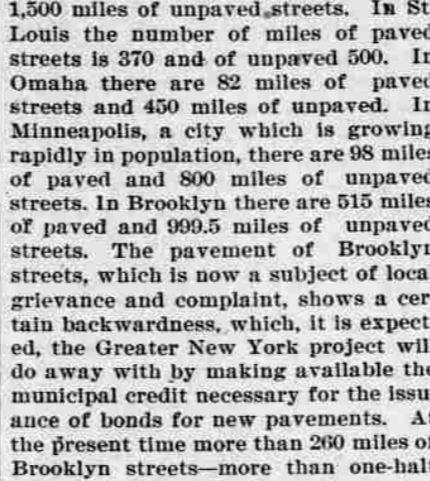 1,500 miles of unpaved streets. In St
Louis the number of miles of paved
streets is 370 and of unpaved 500. In
Omaha there are 82 miles of paved
streets and 450 miles of unpaved. In
Minneapolis, a city which is growing
rapidly in population, there are 98 miles
of paved and 800 miles of unpaved
streets. In Brooklyn there are 515 miles
of paved and 999.5 miles of unpaved
streets. The pavement of Brooklyn
streets, which is now a subject of local
grievance and complaint, shows a cer
tain backwardness, which, it is expect
ed, the Greater New York project will
do away with by making available the
municipal credit necessary for the issu
ance of bonds for new pavements. At
the present time more than 260 miles of
Brooklyn streets—more than one-half